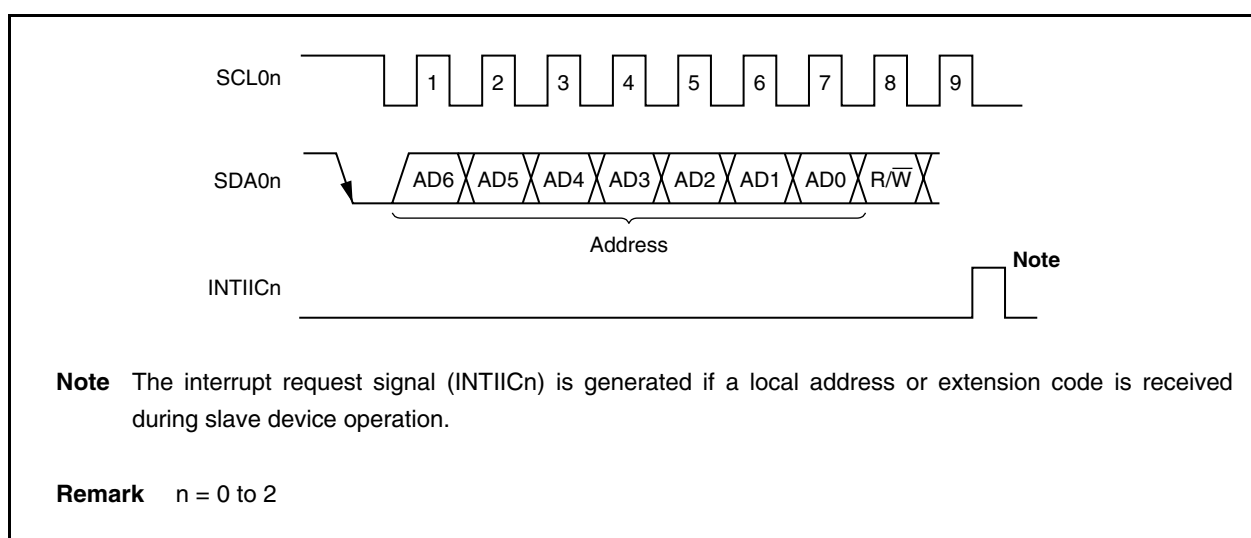 SCL0n 1 2 3 4 5 6 7 8 9
SDA0n AD6 AD5 AD4 AD3 AD2 AD1 AD0 R/W̅
Address
INTIICn Note
Note The interrupt request signal (INTIICn) is generated if a local address or extension code is received
during slave device operation.
Remark n = 0 to 2